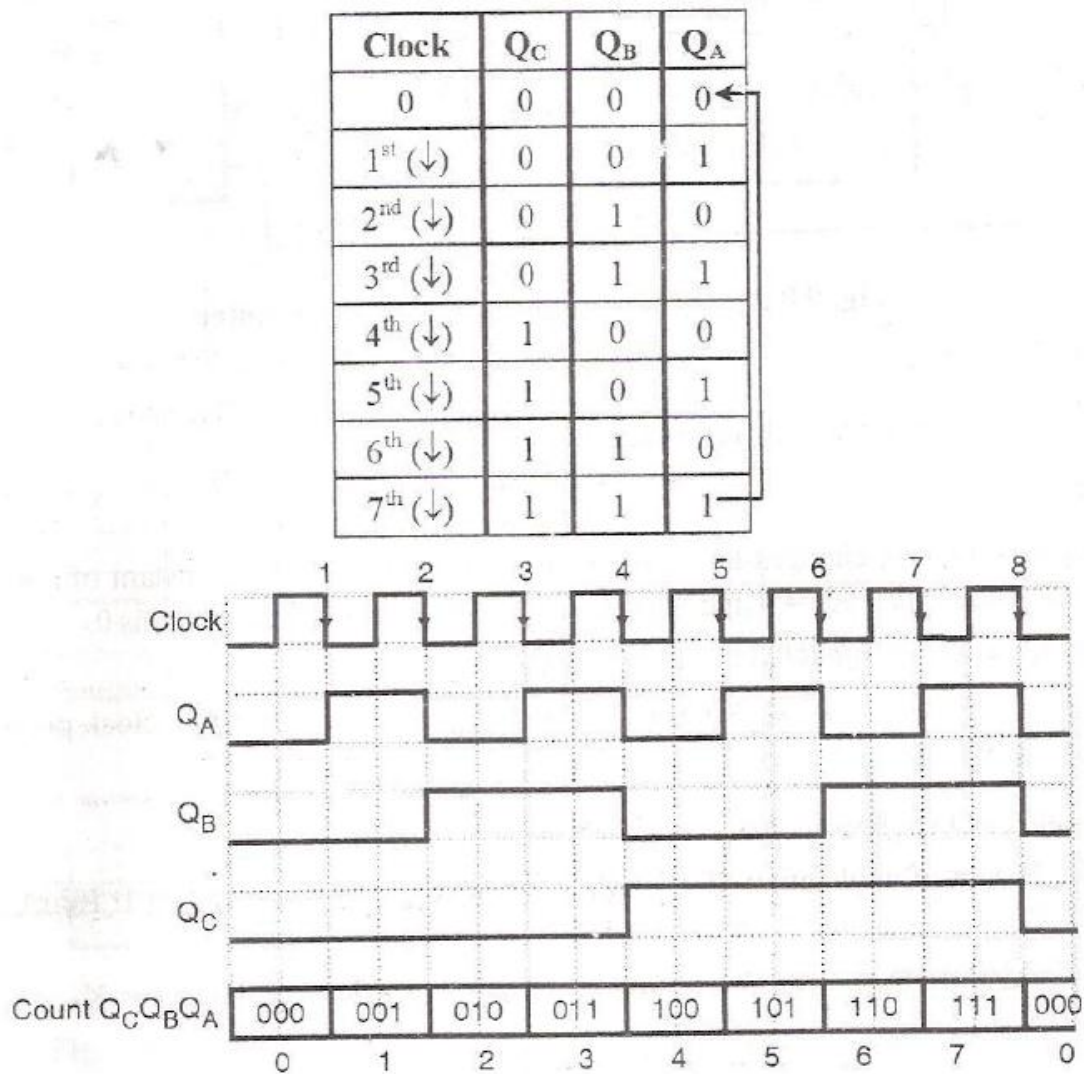 Clock Q_C Q_B Q_A
0 0 0 0
1st (↓) 0 0 1
2nd (↓) 0 1 0
3rd (↓) 0 1 1
4th (↓) 1 0 0
5th (↓) 1 0 1
6th (↓) 1 1 0
7th (↓) 1 1 1
1 2 3 4 5 6 7 8
Clock
Q_A
Q_B
Q_C
Count Q_CQ_BQ_A 000 001 010 011 100 101 110 111 000
0 1 2 3 4 5 6 7 0